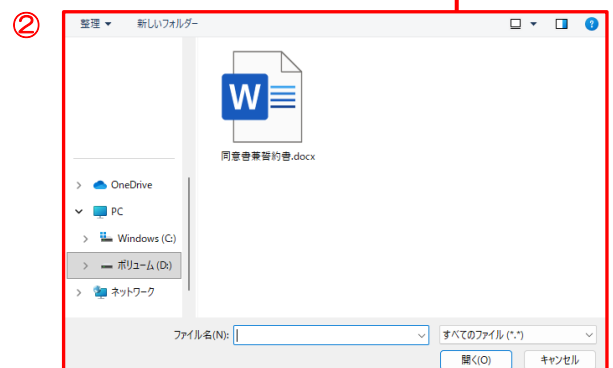 ②
整理 新しいフォルダー
W
同意書兼誓約書.docx
OneDrive
PC
Windows (C:)
ボリューム (D:)
ネットワーク
ファイル名(N): すべてのファイル (*.*)
開く(O) キャンセル